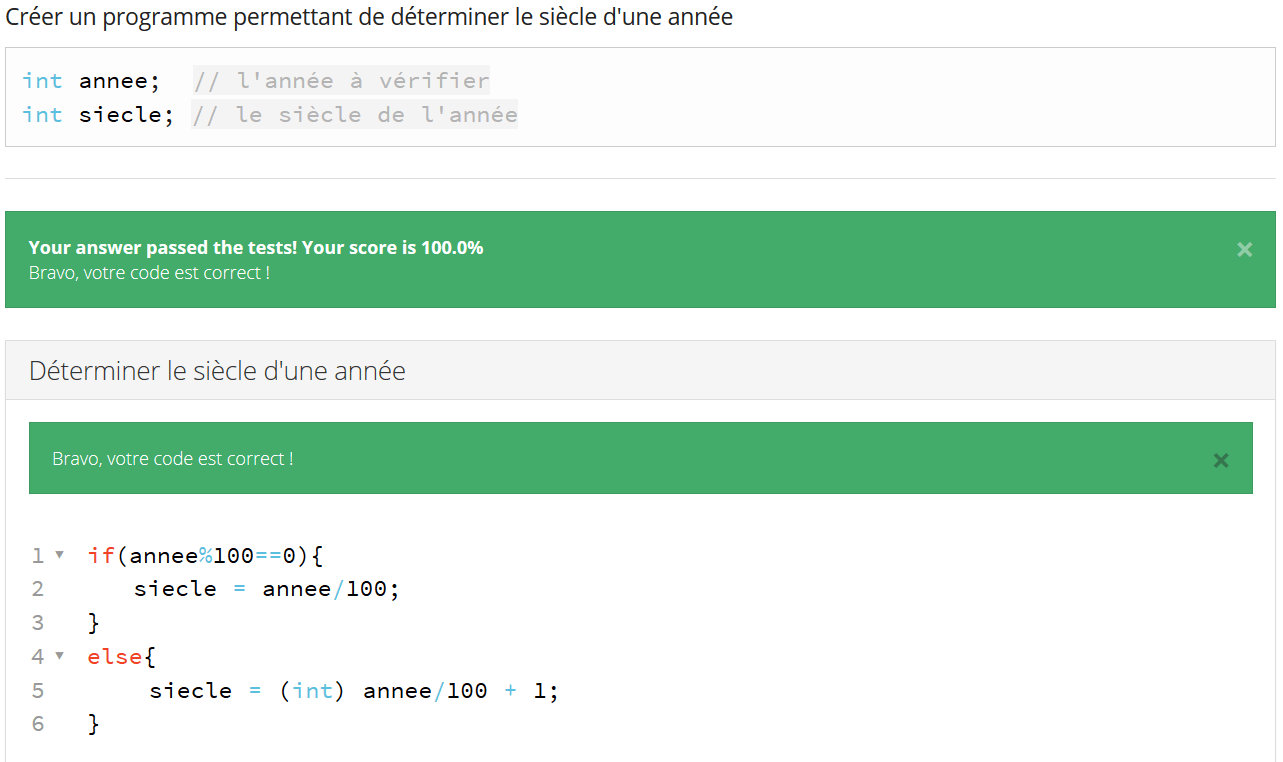 Créer un programme permettant de déterminer le siècle d'une année
int annee;  // l'année à vérifier
int siecle; // le siècle de l'année
Your answer passed the tests! Your score is 100.0%
×
Bravo, votre code est correct !
Déterminer le siècle d'une année
Bravo, votre code est correct !
×
1 ▾ if(annee%100==0){
2    siecle = annee/100;
3 }
4 ▾ else{
5     siecle = (int) annee/100 + 1;
6 }